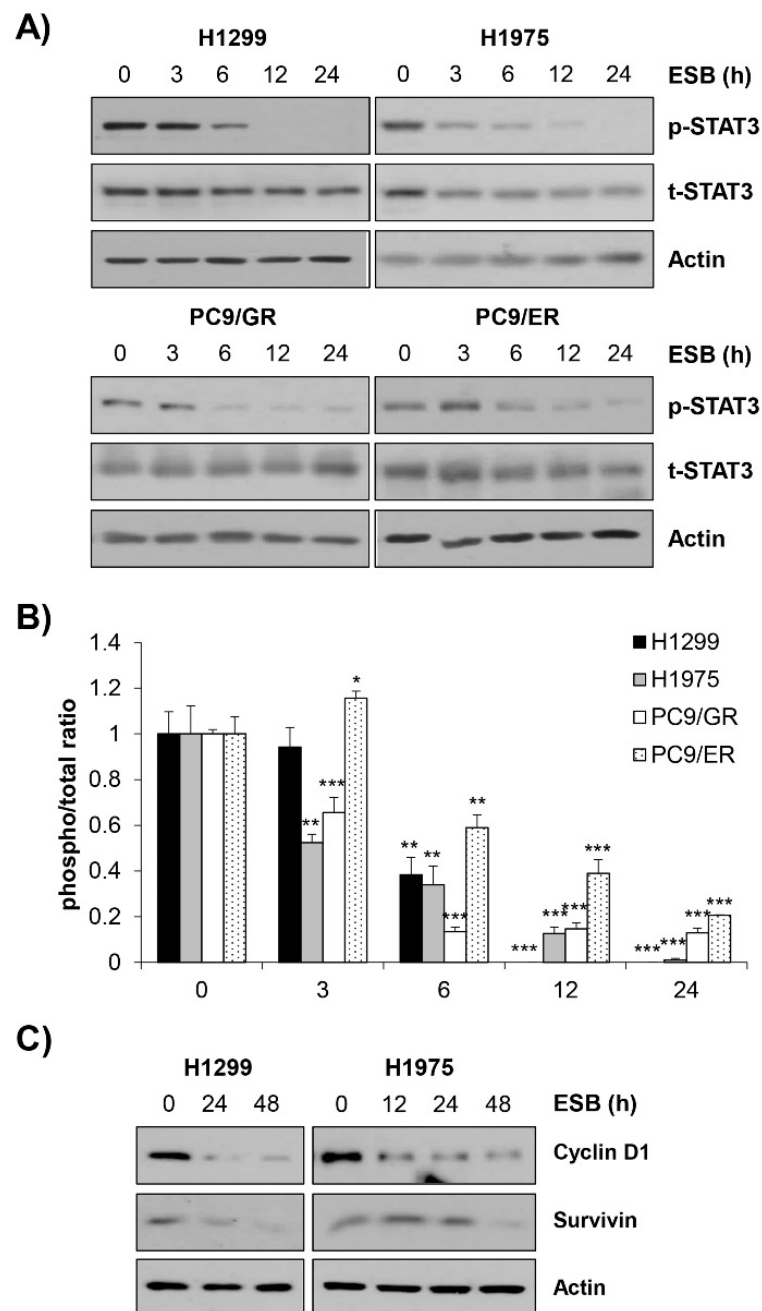 A)
H1299 H1975
0 3 6 12 24 0 3 6 12 24 ESB (h)
p-STAT3
t-STAT3
Actin
PC9/GR PC9/ER
0 3 6 12 24 0 3 6 12 24 ESB (h)
p-STAT3
t-STAT3
Actin
B)
phospho/total ratio
1.4
1.2
1
0.8
0.6
0.4
0.2
0
H1299
H1975
PC9/GR
PC9/ER
** *** *
** ** *** **
*** *** *** ***
*** *** *** ***
0 3 6 12 24
C)
H1299 H1975
0 24 48 0 12 24 48 ESB (h)
Cyclin D1
Survivin
Actin